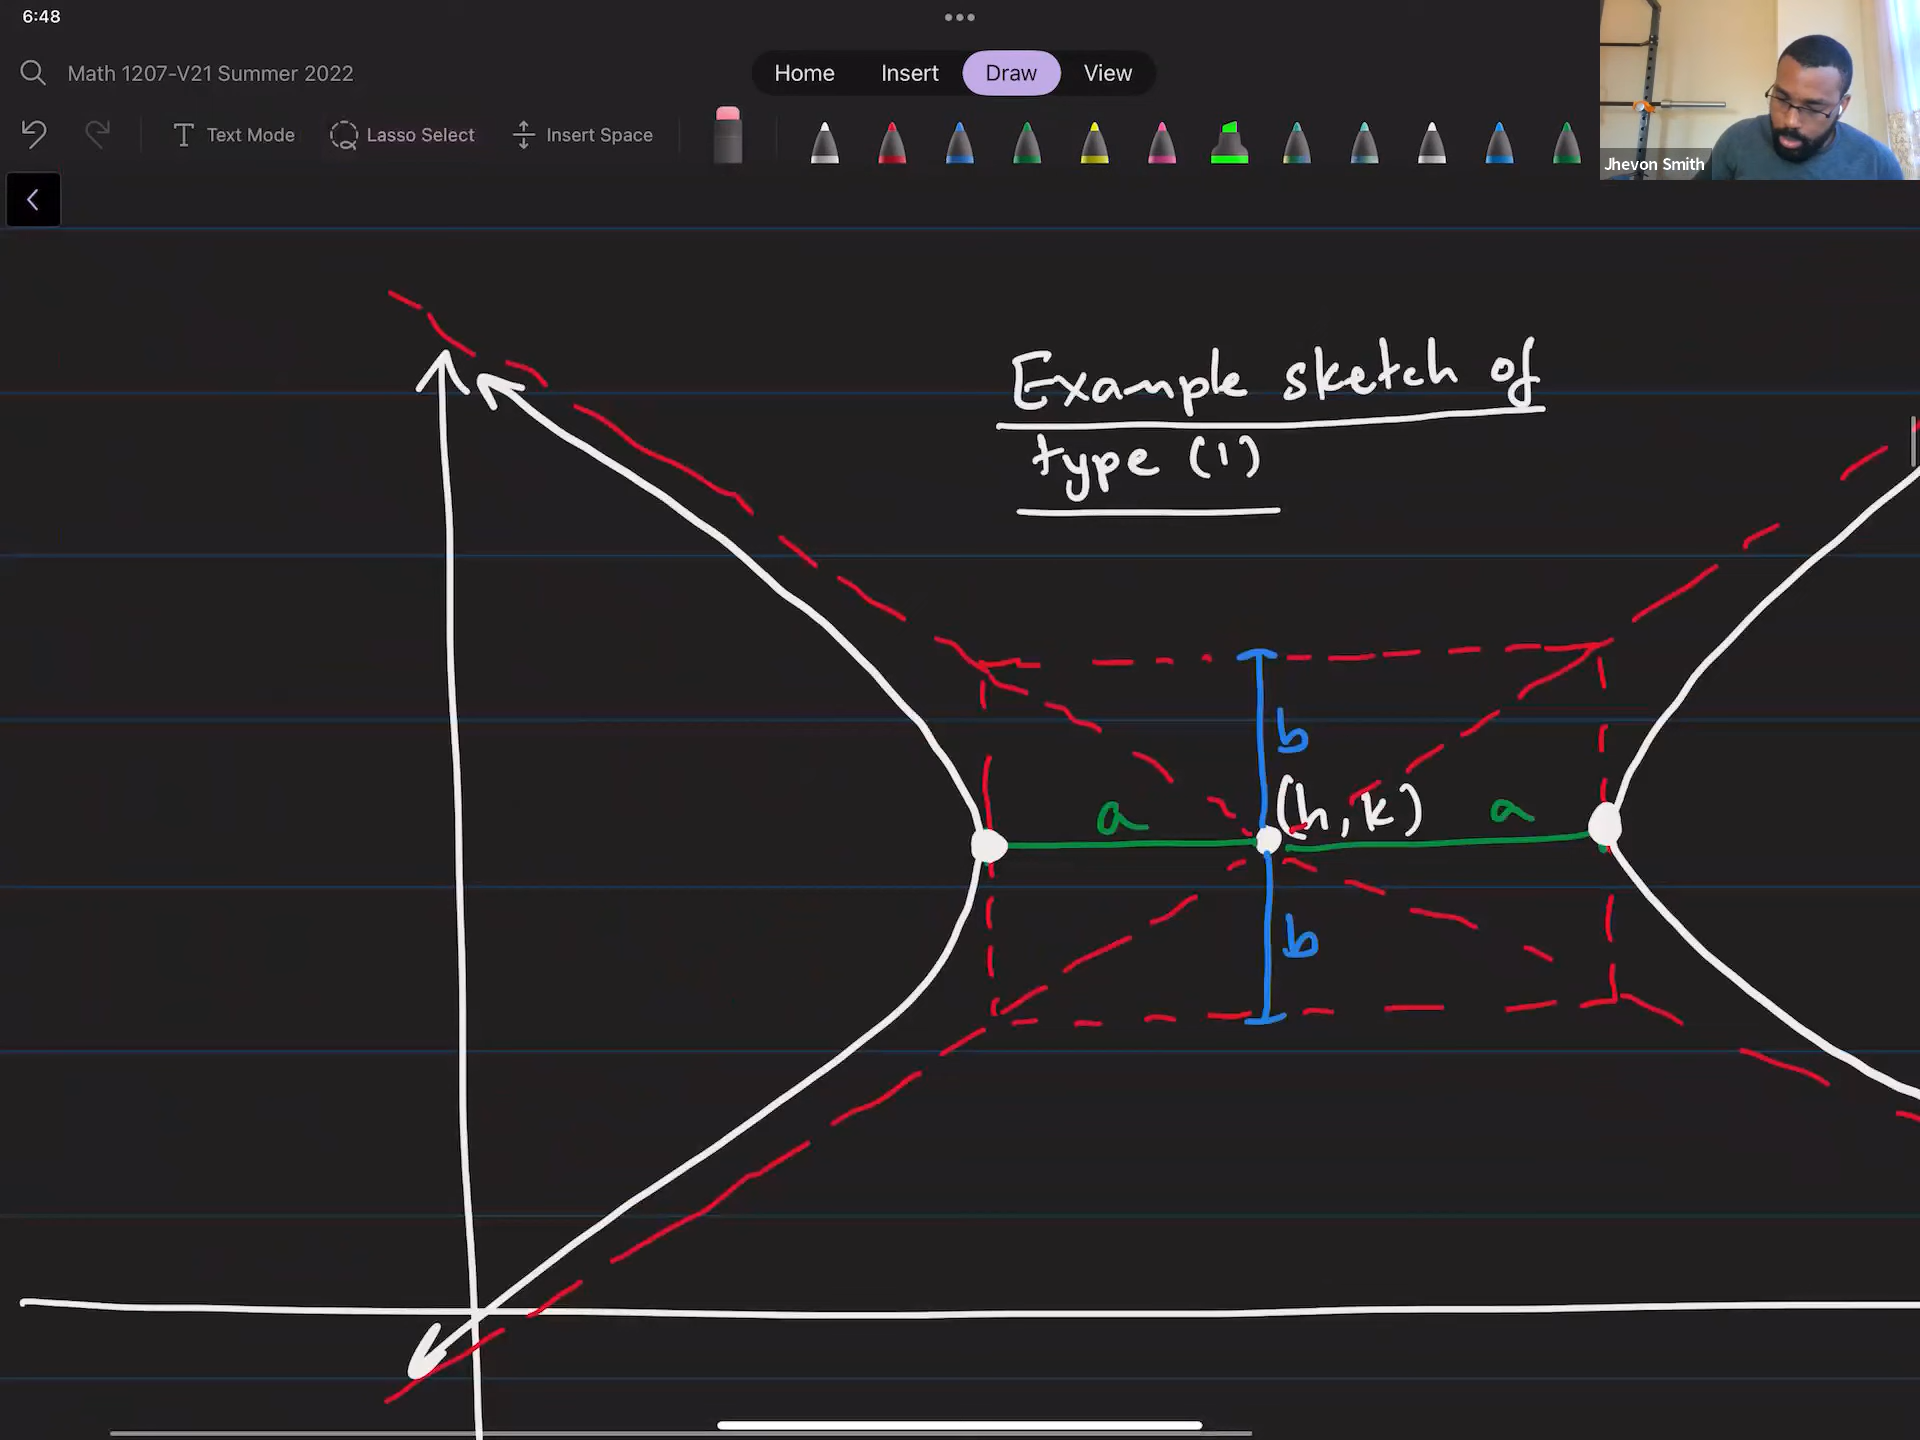 6:48
Math 1207-V21 Summer 2022
Home Insert Draw View
Text Mode Lasso Select Insert Space
Jhevon Smith
Example sketch of
type (1)
b
(h,k)
a a
b